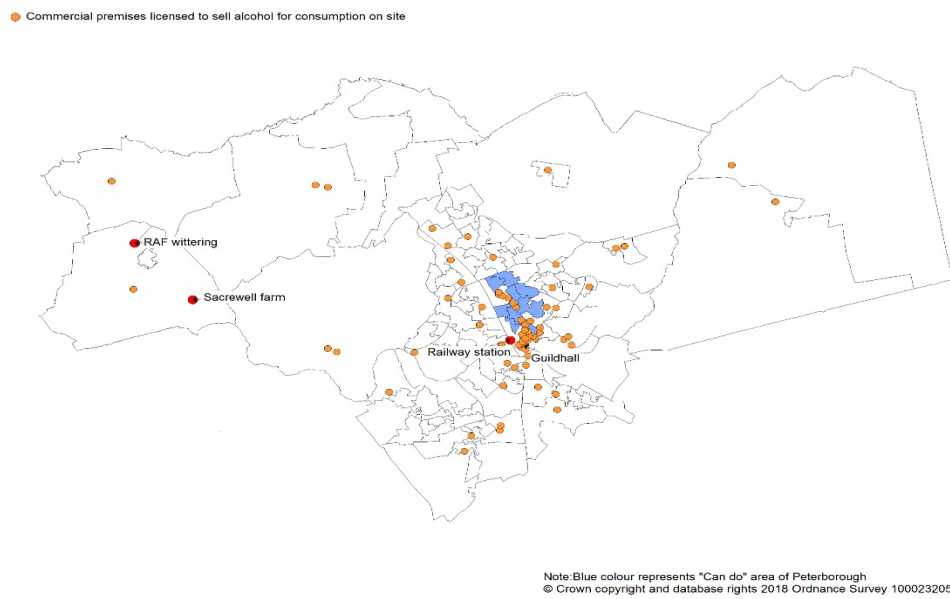 Commercial premises licensed to sell alcohol for consumption on site
RAF wittering
Sacrewell farm
Railway station
Guildhall
Note:Blue colour represents "Can do" area of Peterborough
© Crown copyright and database rights 2018 Ordnance Survey 100023205